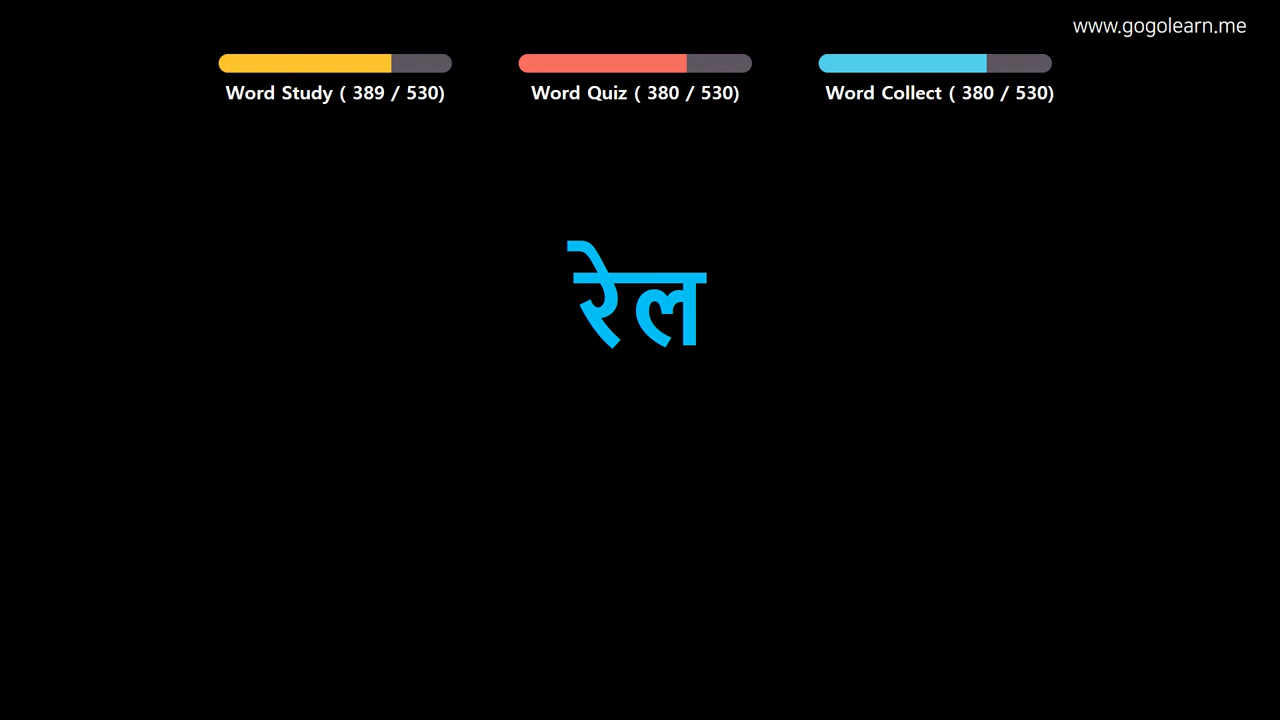 www.gogolearn.me
Word Study ( 389 / 530)
Word Quiz ( 380 / 530)
Word Collect ( 380 / 530)
रेल